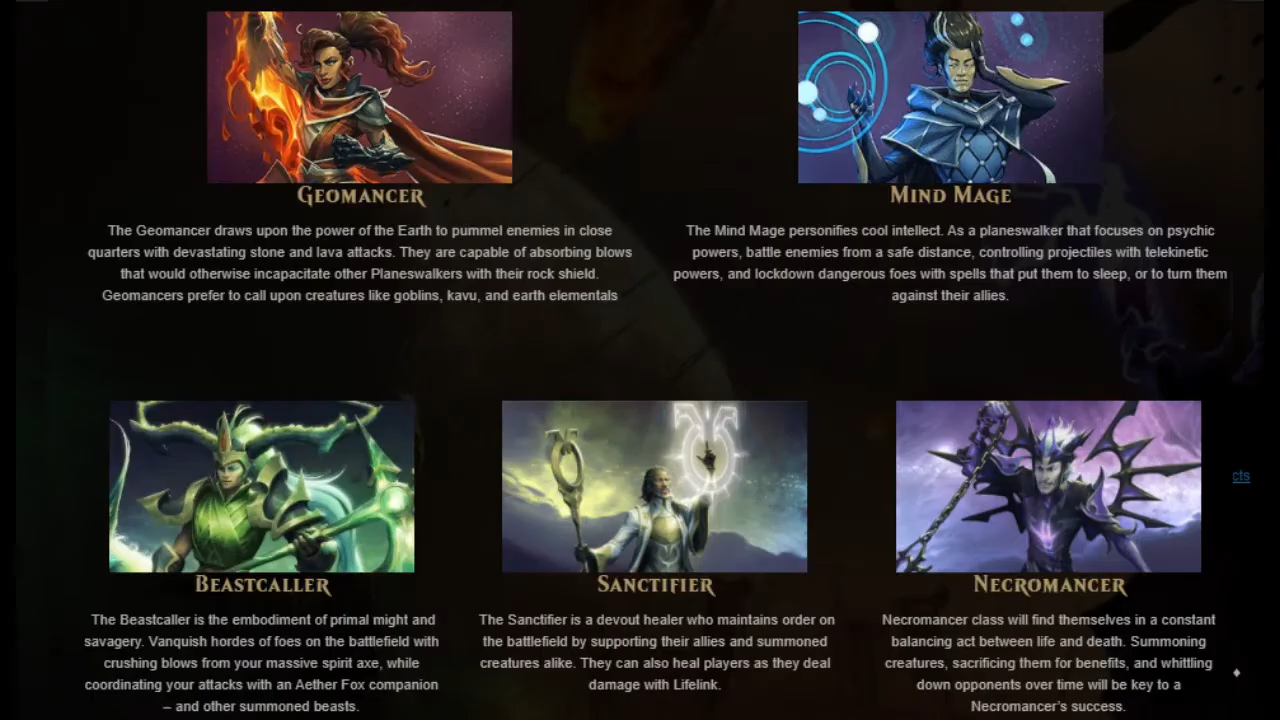 Geomancer
The Geomancer draws upon the power of the Earth to pummel enemies in close
quarters with devastating stone and lava attacks. They are capable of absorbing blows
that would otherwise incapacitate other Planeswalkers with their rock shield.
Geomancers prefer to call upon creatures like goblins, kavu, and earth elementals
Mind Mage
The Mind Mage personifies cool intellect. As a planeswalker that focuses on psychic
powers, battle enemies from a safe distance, controlling projectiles with telekinetic
powers, and lockdown dangerous foes with spells that put them to sleep, or to turn them
against their allies.
Beastcaller
The Beastcaller is the embodiment of primal might and
savagery. Vanquish hordes of foes on the battlefield with
crushing blows from your massive spirit axe, while
coordinating your attacks with an Aether Fox companion
– and other summoned beasts.
Sanctifier
The Sanctifier is a devout healer who maintains order on
the battlefield by supporting their allies and summoned
creatures alike. They can also heal players as they deal
damage with Lifelink.
Necromancer
Necromancer class will find themselves in a constant
balancing act between life and death. Summoning
creatures, sacrificing them for benefits, and whittling
down opponents over time will be key to a
Necromancer's success.
cts